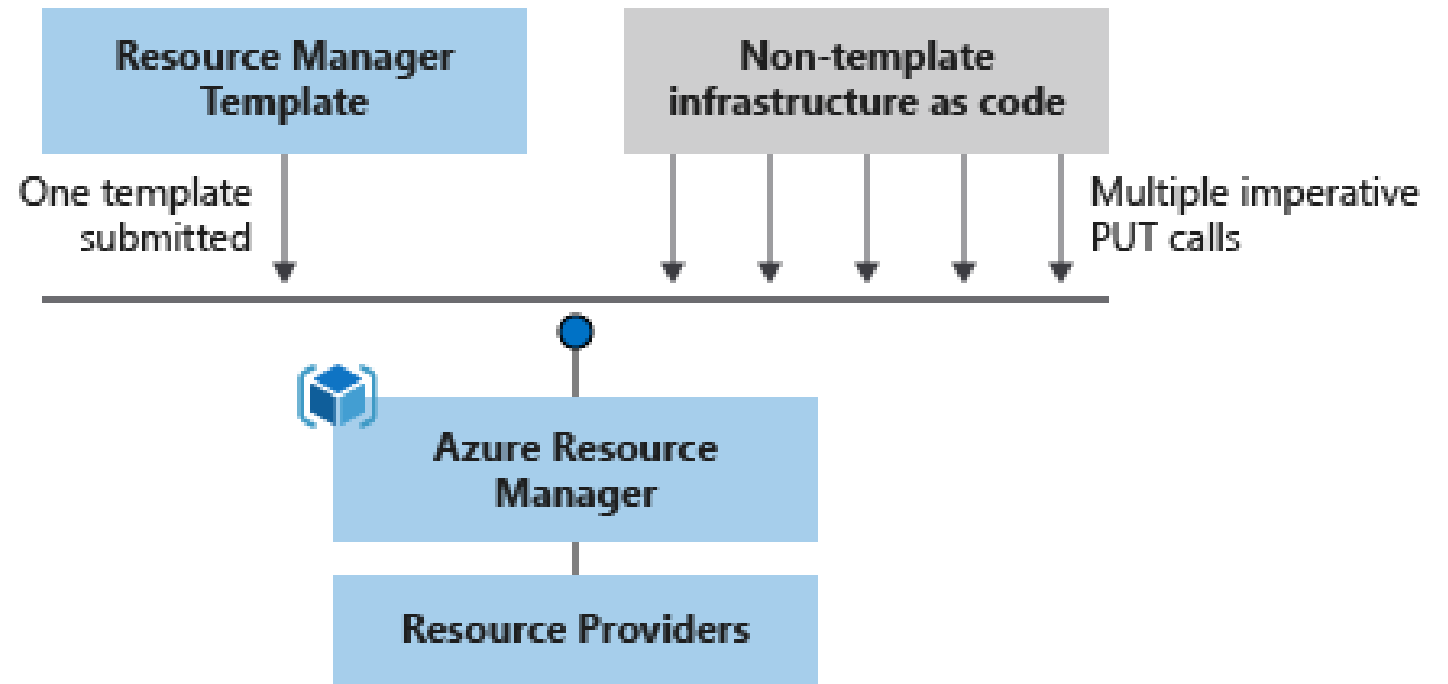 Resource Manager
Template
Non-template
infrastructure as code
One template
submitted
Multiple imperative
PUT calls
Azure Resource
Manager
Resource Providers